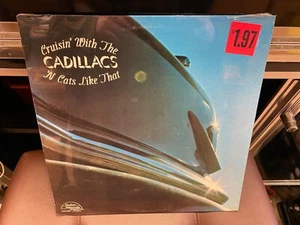 Cruisin' With The
CADILLACS
'N Cats Like That
1.97